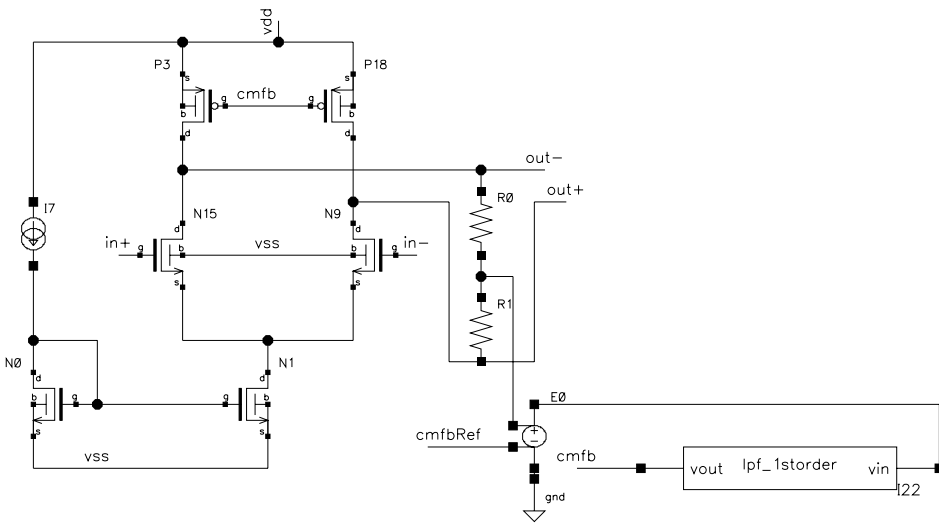 vdd
P3
P18
s
s
g
cmfb
g
b
b
d
d
out-
out+
I7
N15
N9
R0
d
d
in+
g
vss
g
in-
b
b
s
s
R1
N0
N1
d
d
b
g
g
b
s
s
vss
E0
+
-
cmfbRef
cmfb
vout
lpf_1storder
vin
I22
gnd